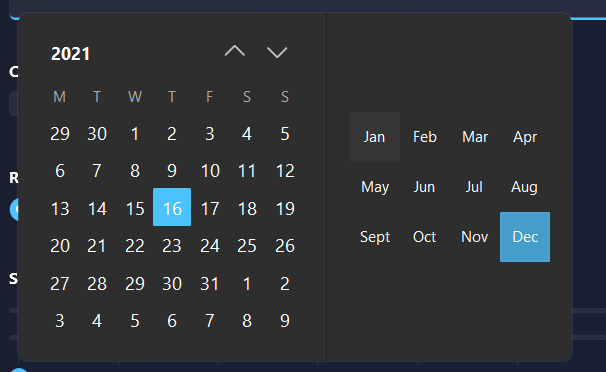 2021
M T W T F S S
29 30 1 2 3 4 5
6 7 8 9 10 11 12
13 14 15 16 17 18 19
20 21 22 23 24 25 26
27 28 29 30 31 1 2
3 4 5 6 7 8 9
Jan Feb Mar Apr
May Jun Jul Aug
Sept Oct Nov Dec